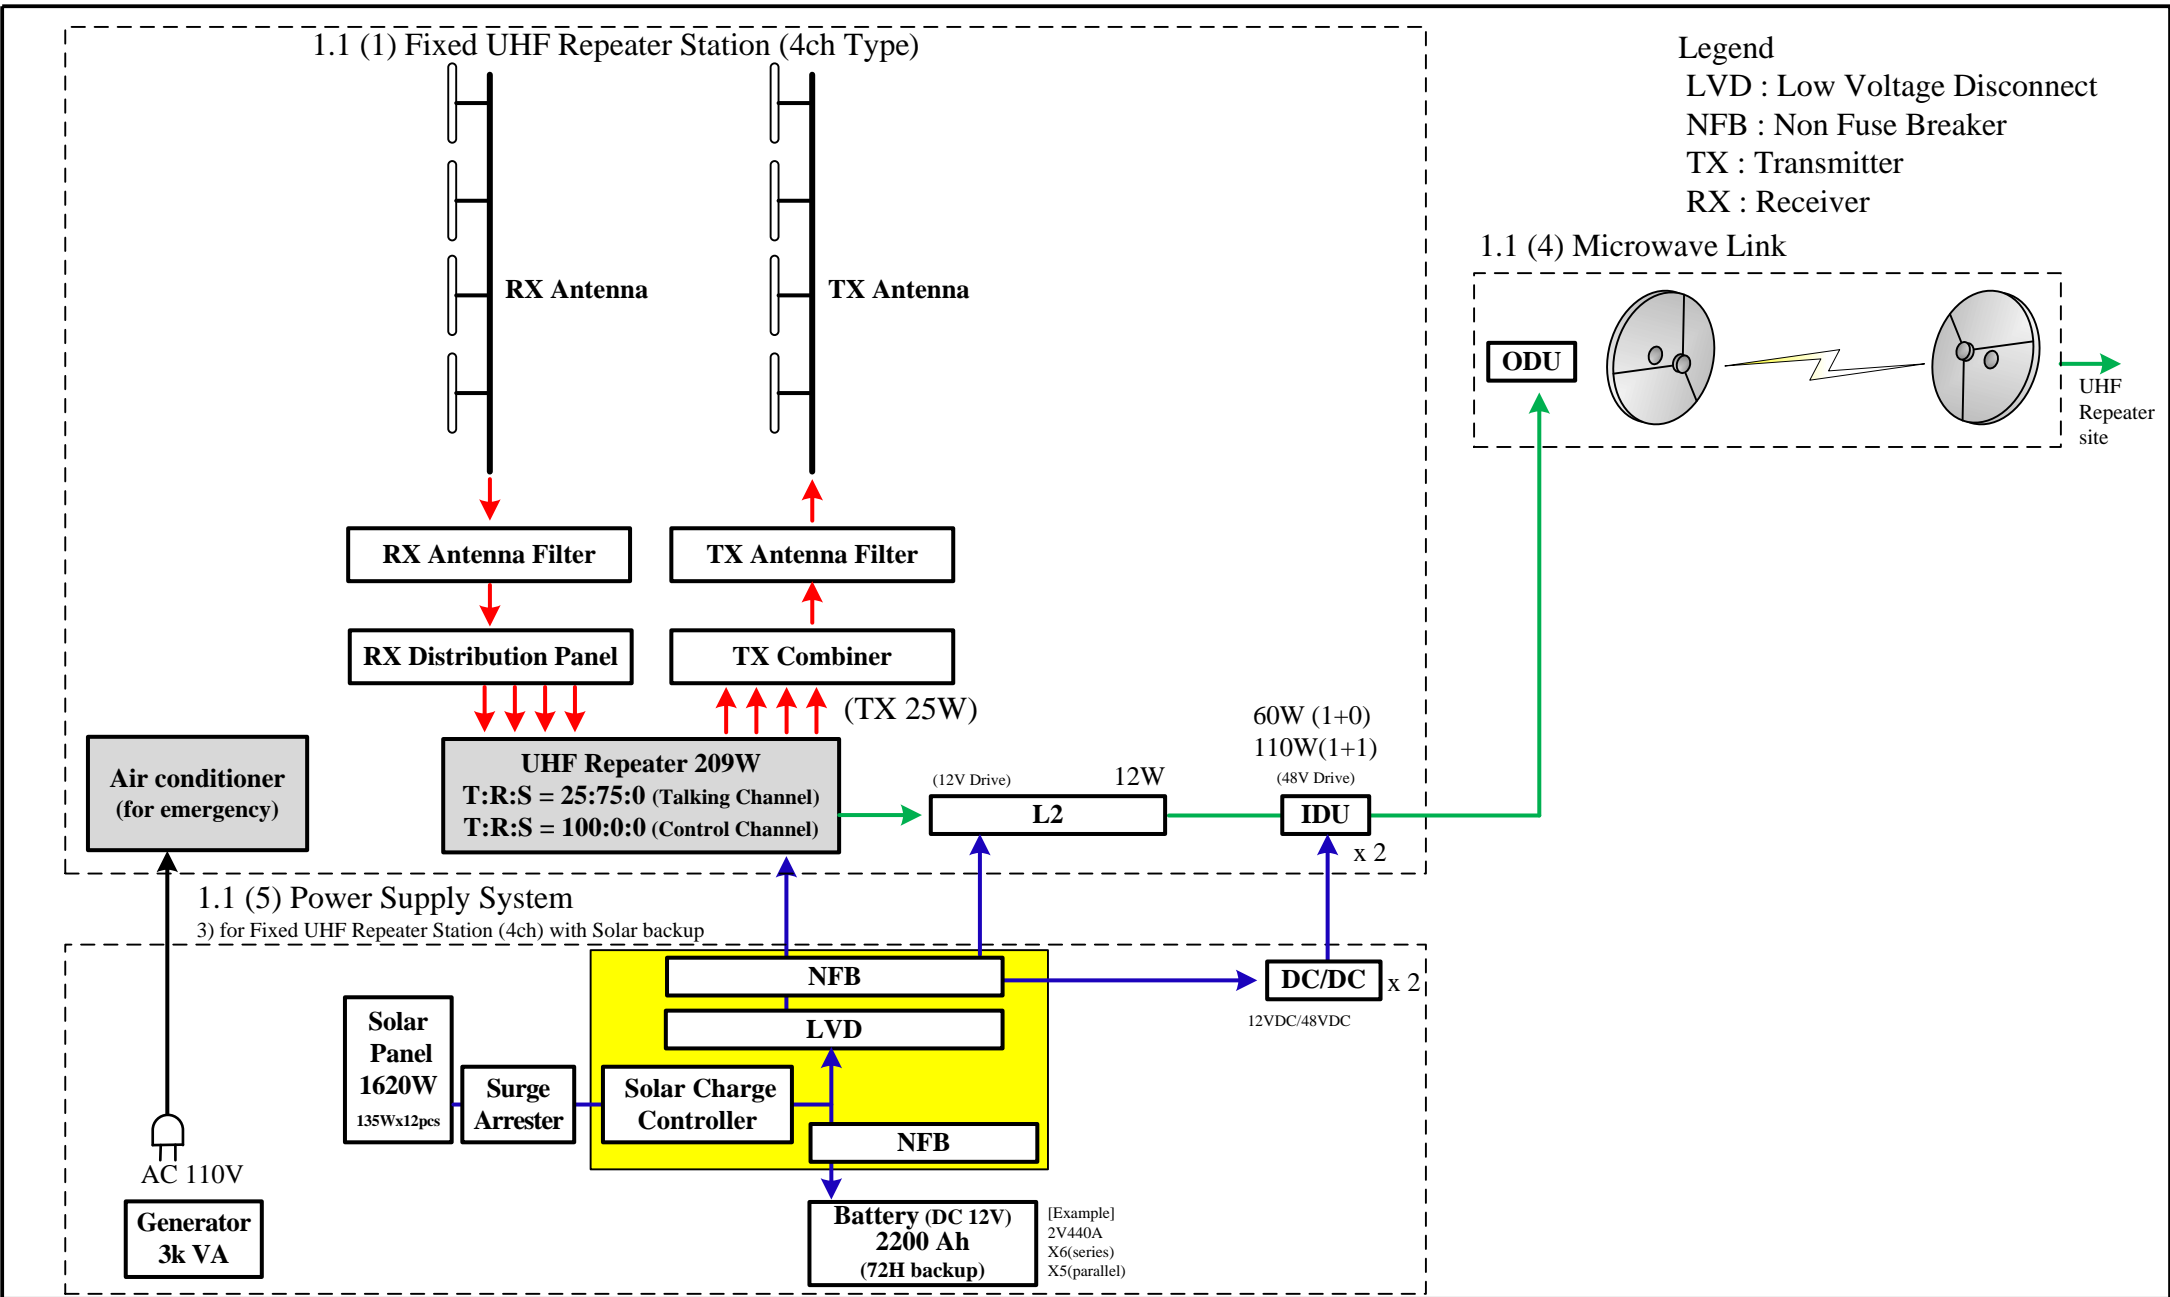 1.1 (1) Fixed UHF Repeater Station (4ch Type)
Legend
LVD : Low Voltage Disconnect
NFB : Non Fuse Breaker
TX : Transmitter
RX : Receiver
1.1 (4) Microwave Link
RX Antenna
TX Antenna
ODU
UHF
Repeater
site
RX Antenna Filter
TX Antenna Filter
RX Distribution Panel
TX Combiner
(TX 25W)
60W (1+0)
110W(1+1)
(48V Drive)
Air conditioner
(for emergency)
UHF Repeater 209W
T:R:S = 25:75:0 (Talking Channel)
T:R:S = 100:0:0 (Control Channel)
(12V Drive)
12W
L2
IDU
x 2
1.1 (5) Power Supply System
3) for Fixed UHF Repeater Station (4ch) with Solar backup
NFB
DC/DC
x 2
12VDC/48VDC
LVD
Solar
Panel
1620W
135Wx12pcs
Surge
Arrester
Solar Charge
Controller
NFB
AC 110V
Generator
3k VA
Battery (DC 12V)
2200 Ah
(72H backup)
[Example]
2V440A
X6(series)
X5(parallel)